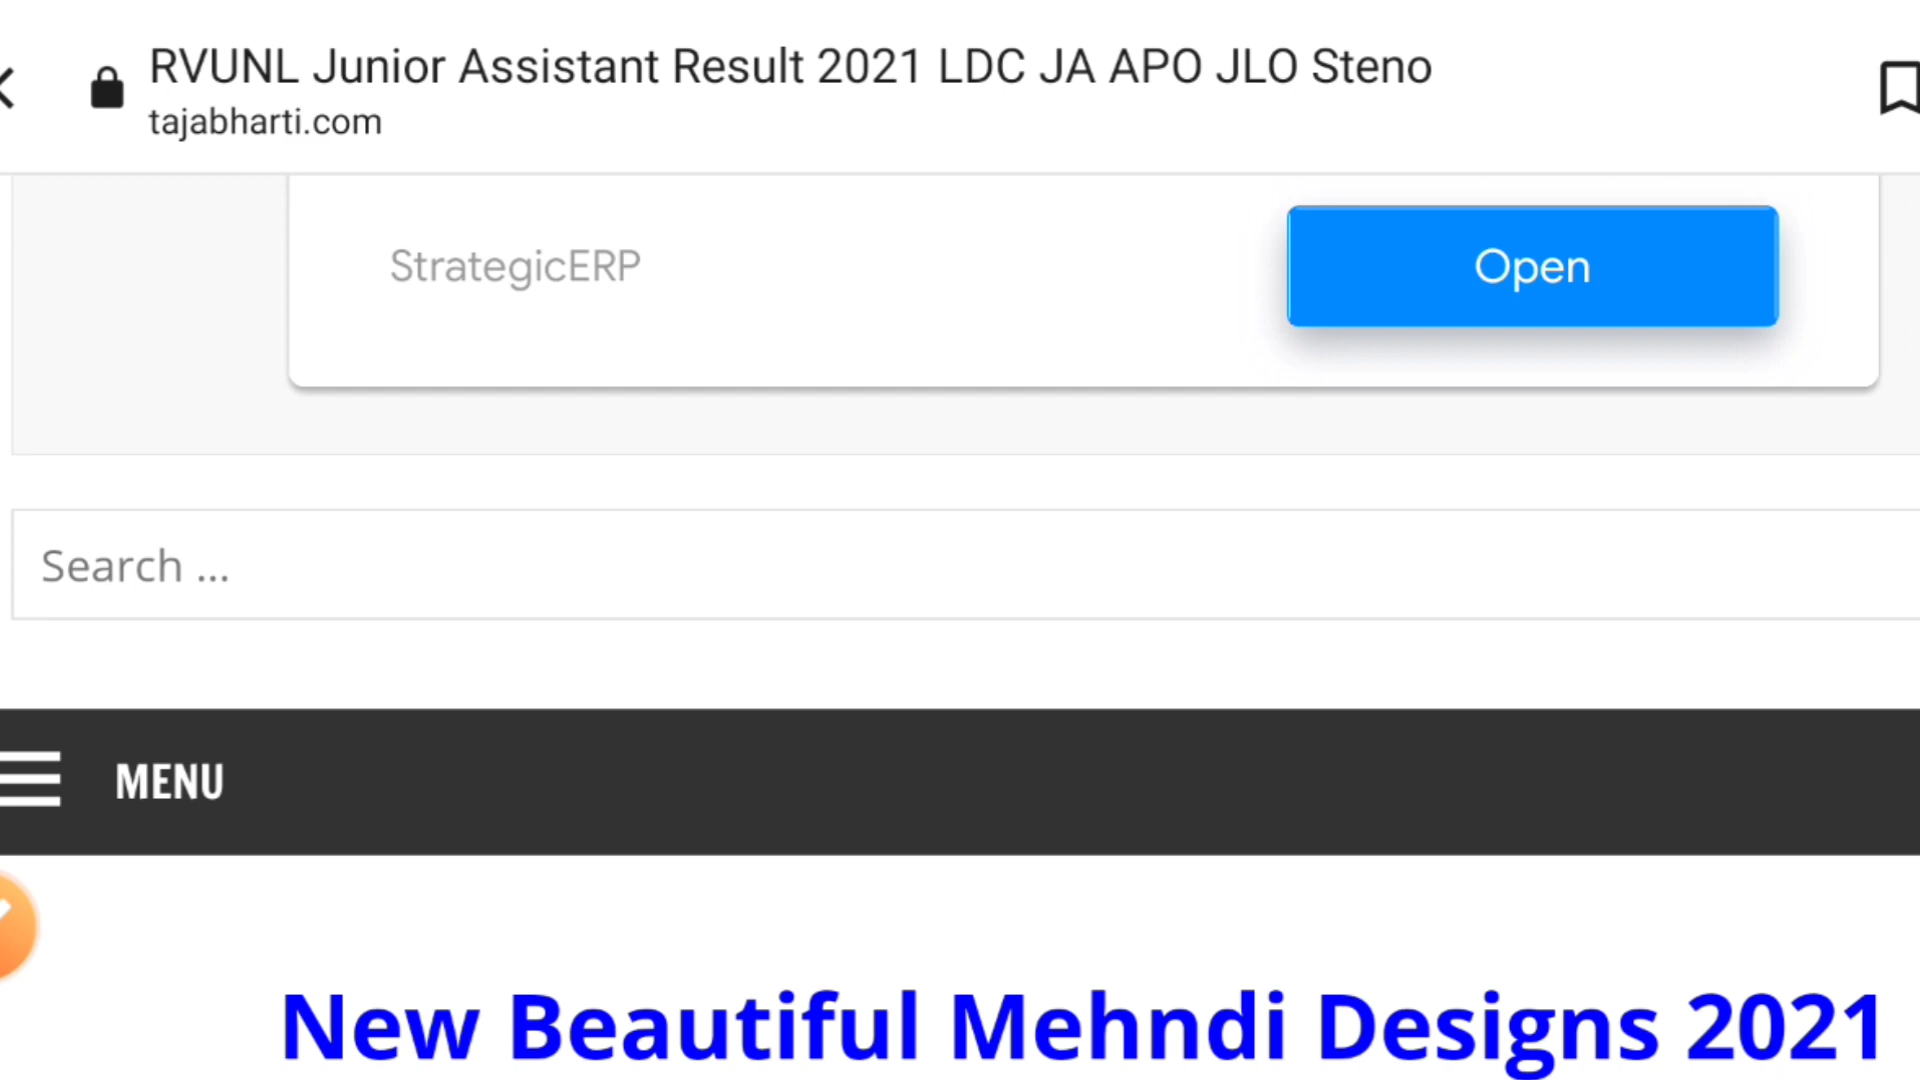 RVUNL Junior Assistant Result 2021 LDC JA APO JLO Steno
tajabharti.com
StrategicERP
Open
Search ...
MENU
New Beautiful Mehndi Designs 2021